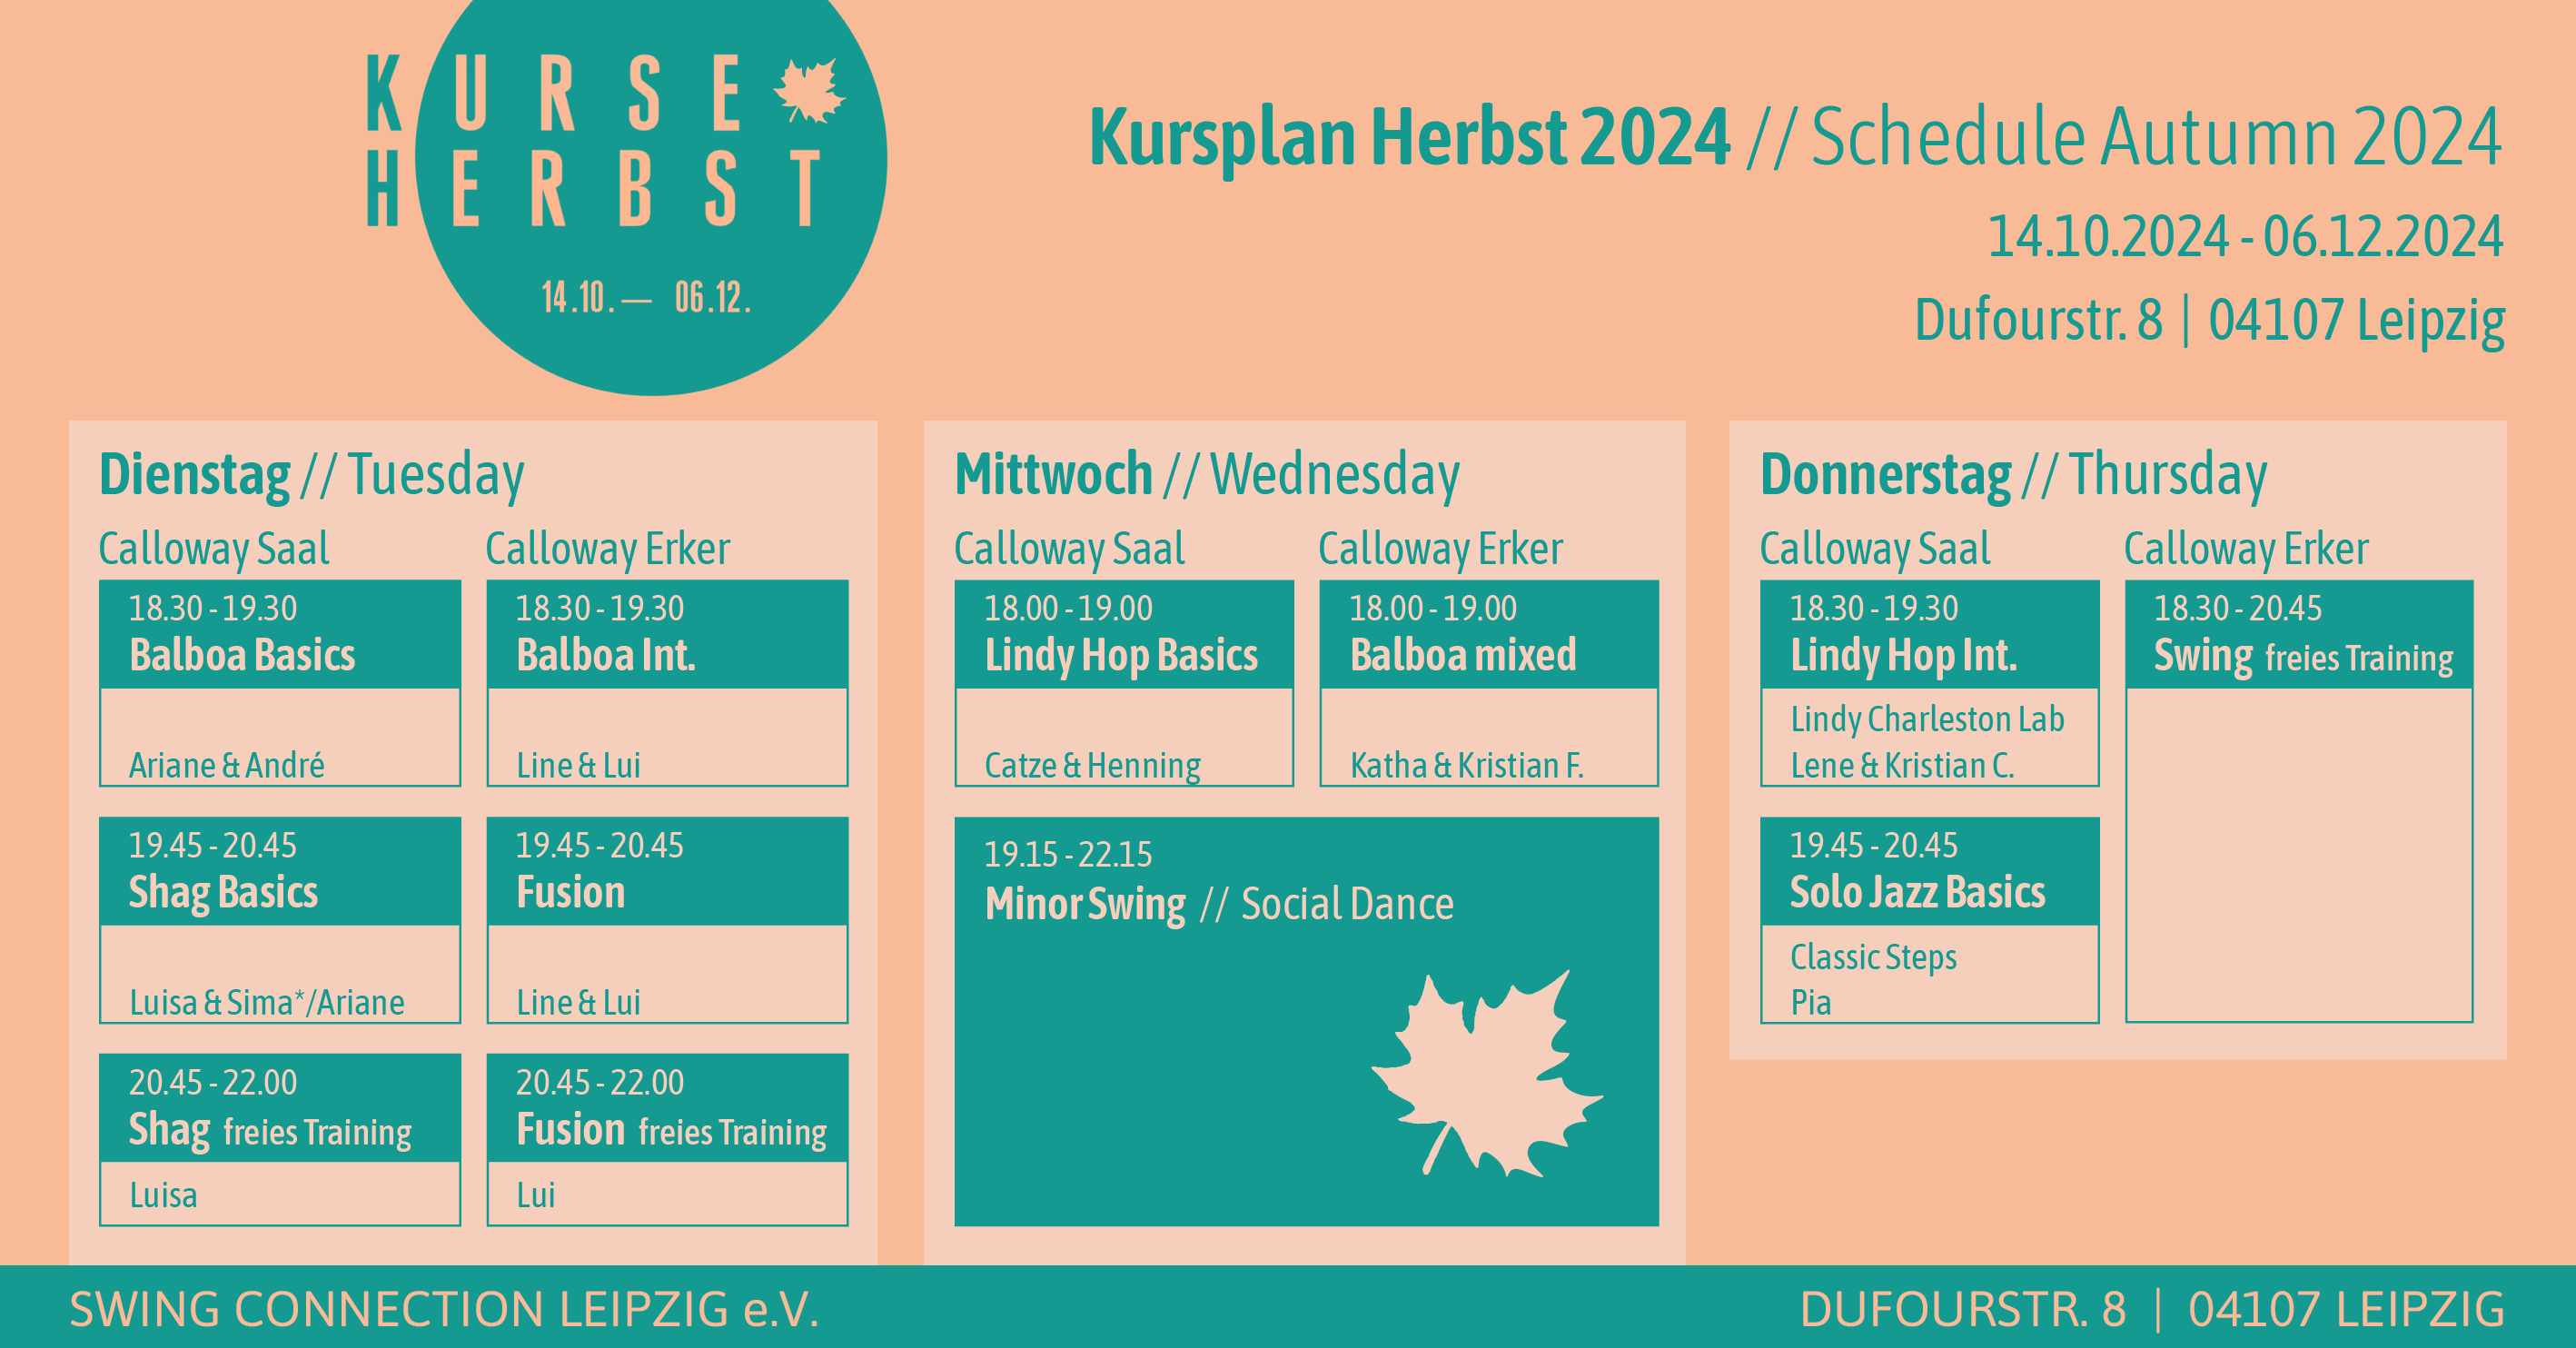 KURSE
HERBST
14.10. — 06.12.
Kursplan Herbst 2024 // Schedule Autumn 2024
14.10.2024 - 06.12.2024
Dufourstr. 8 | 04107 Leipzig
Dienstag // Tuesday
Calloway Saal
18.30 - 19.30
Balboa Basics
Ariane & André
19.45 - 20.45
Shag Basics
Luisa & Sima*/Ariane
20.45 - 22.00
Shag freies Training
Luisa
Calloway Erker
18.30 - 19.30
Balboa Int.
Line & Lui
19.45 - 20.45
Fusion
Line & Lui
20.45 - 22.00
Fusion freies Training
Lui
Mittwoch // Wednesday
Calloway Saal
18.00 - 19.00
Lindy Hop Basics
Catze & Henning
Calloway Erker
18.00 - 19.00
Balboa mixed
Katha & Kristian F.
19.15 - 22.15
Minor Swing // Social Dance
Donnerstag // Thursday
Calloway Saal
18.30 - 19.30
Lindy Hop Int.
Lindy Charleston Lab
Lene & Kristian C.
19.45 - 20.45
Solo Jazz Basics
Classic Steps
Pia
Calloway Erker
18.30 - 20.45
Swing freies Training
SWING CONNECTION LEIPZIG e.V.
DUFOURSTR. 8 | 04107 LEIPZIG